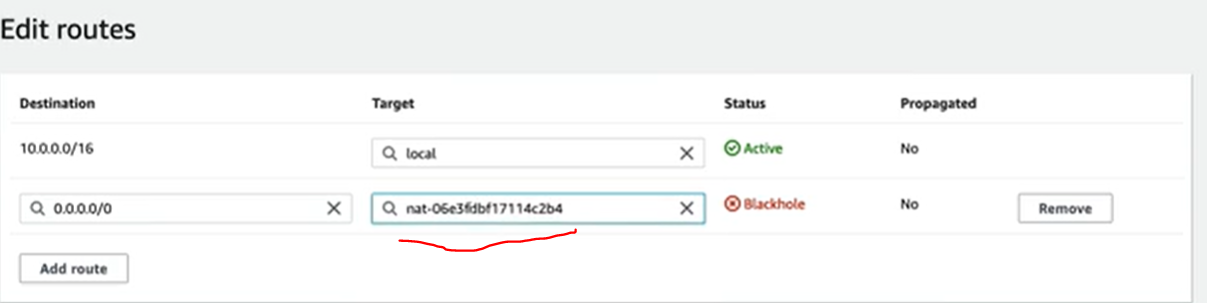 Edit routes
Destination Target Status Propagated
10.0.0.0/16 local Active No
0.0.0.0/0 nat-06e3fdbf17114c2b4 Blackhole No Remove
Add route